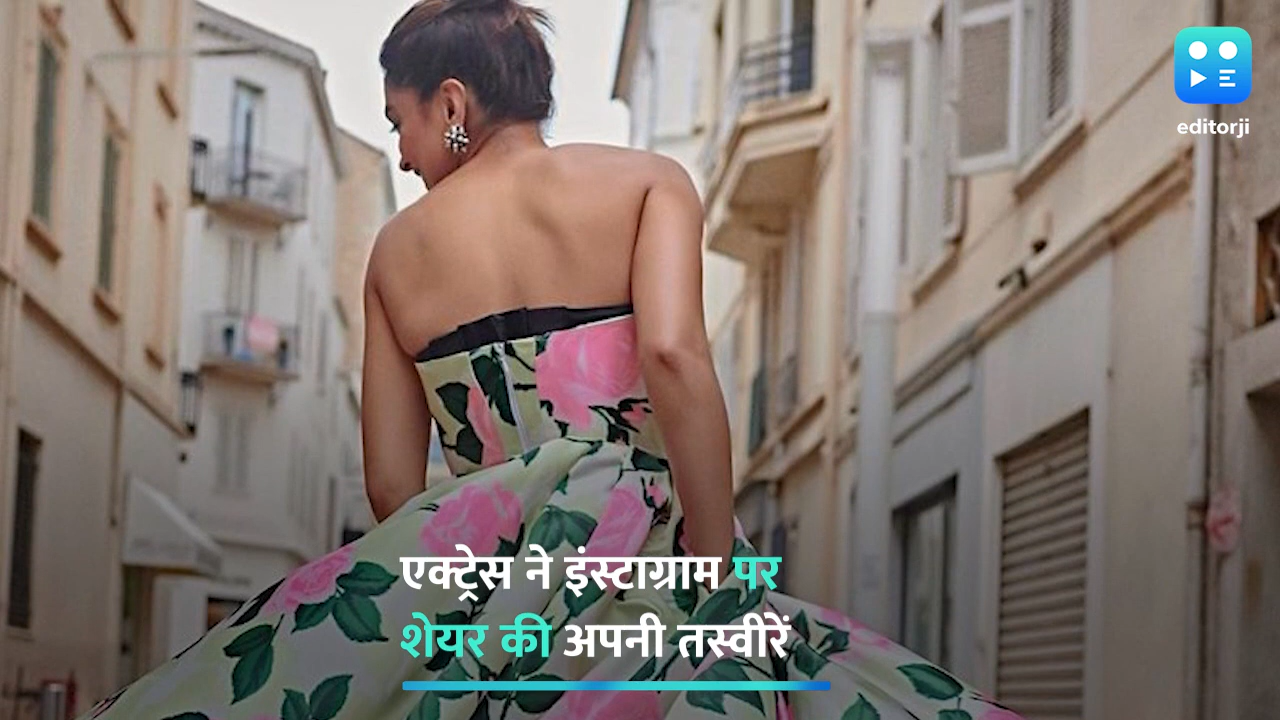 editorji
एक्ट्रेस ने इंस्टाग्राम पर
शेयर की अपनी तस्वीरें